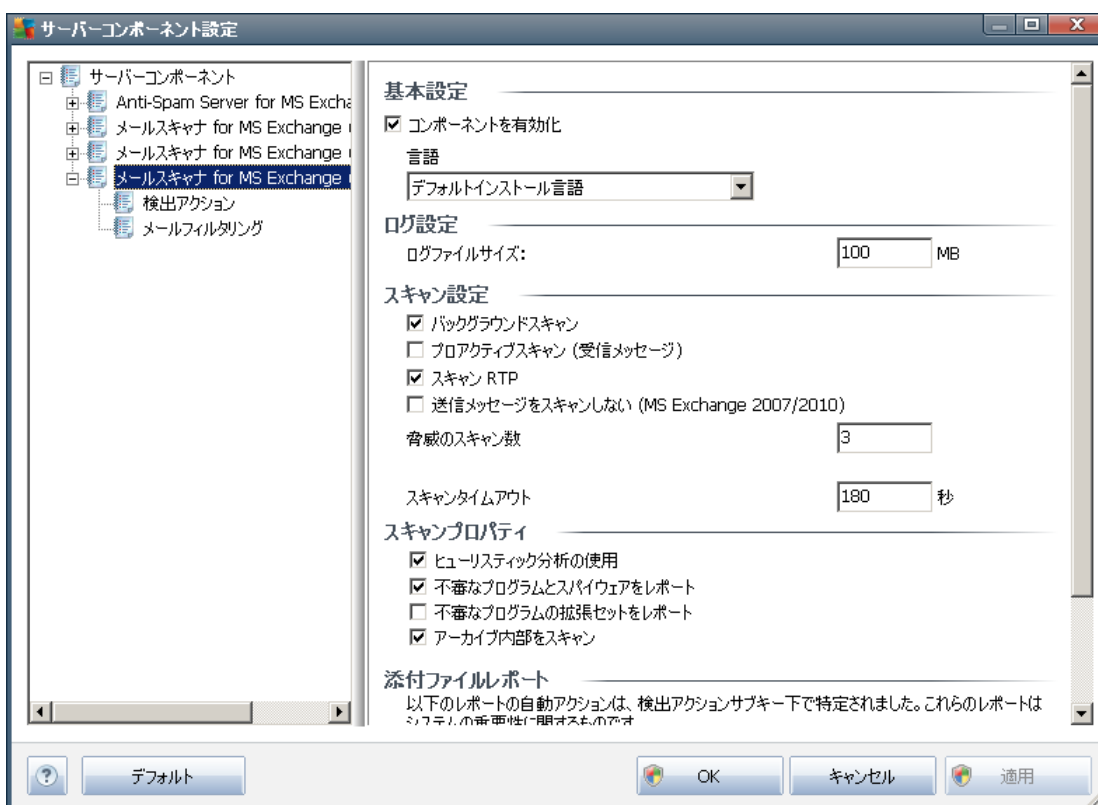 サーバーコンポーネント設定
サーバーコンポーネント
Anti-Spam Server for MS Excha
メールスキャナ for MS Exchange (
メールスキャナ for MS Exchange (
メールスキャナ for MS Exchange (
検出アクション
メールフィルタリング
基本設定
コンポーネントを有効化
言語
デフォルトインストール言語
ログ設定
ログファイルサイズ: 100 MB
スキャン設定
バックグラウンドスキャン
プロアクティブスキャン (受信メッセージ)
スキャン RTP
送信メッセージをスキャンしない (MS Exchange 2007/2010)
脅威のスキャン数 3
スキャンタイムアウト 180 秒
スキャンプロパティ
ヒューリスティック分析の使用
不審なプログラムとスパイウェアをレポート
不審なプログラムの拡張セットをレポート
アーカイブ内部をスキャン
添付ファイルレポート
以下のレポートの自動アクションは、検出アクションサブキー下で特定されました。これらのレポートは
システムの重要性に関するものです
デフォルト
OK
キャンセル
適用